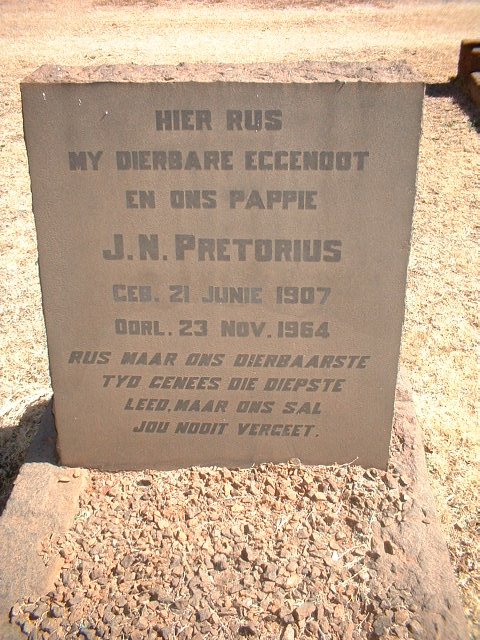 HIER RUS
MY DIERBARE EGGENOOT
EN ONS PAPPIE
J.N. PRETORIUS
GEB. 21 JUNIE 1907
OORL. 23 NOV. 1964
RUS MAAR ONS DIERBAARSTE
TYD GENEES DIE DIEPSTE
LEED, MAAR ONS SAL
JOU NOOIT VERGEET.